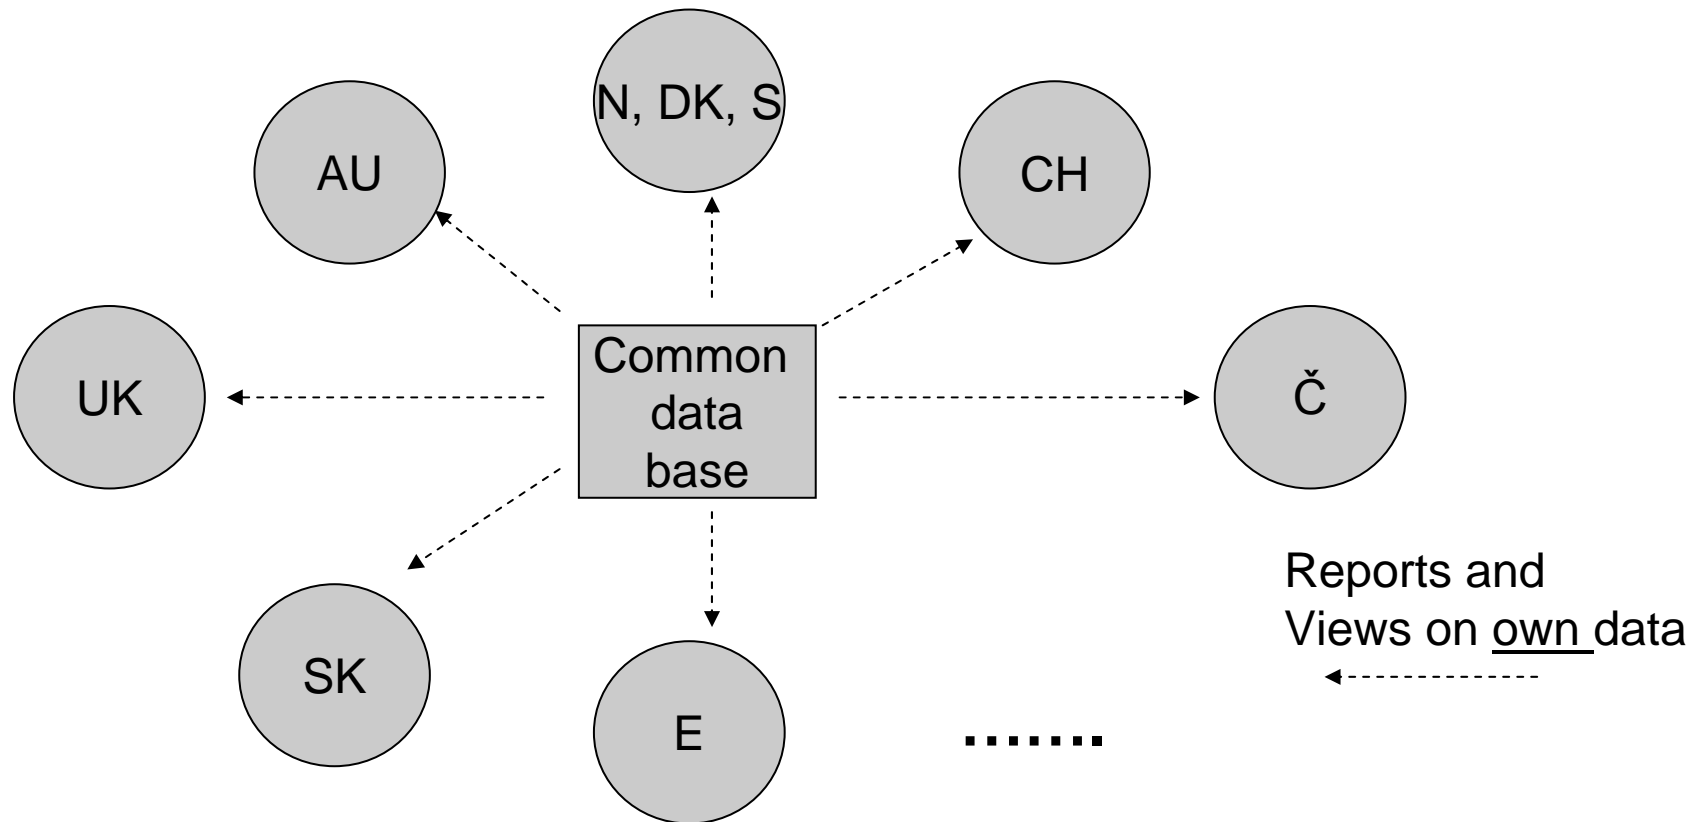 N, DK, S
AU
CH
UK
Common
data
base
Č
SK
E
Reports and
Views on own data
.......